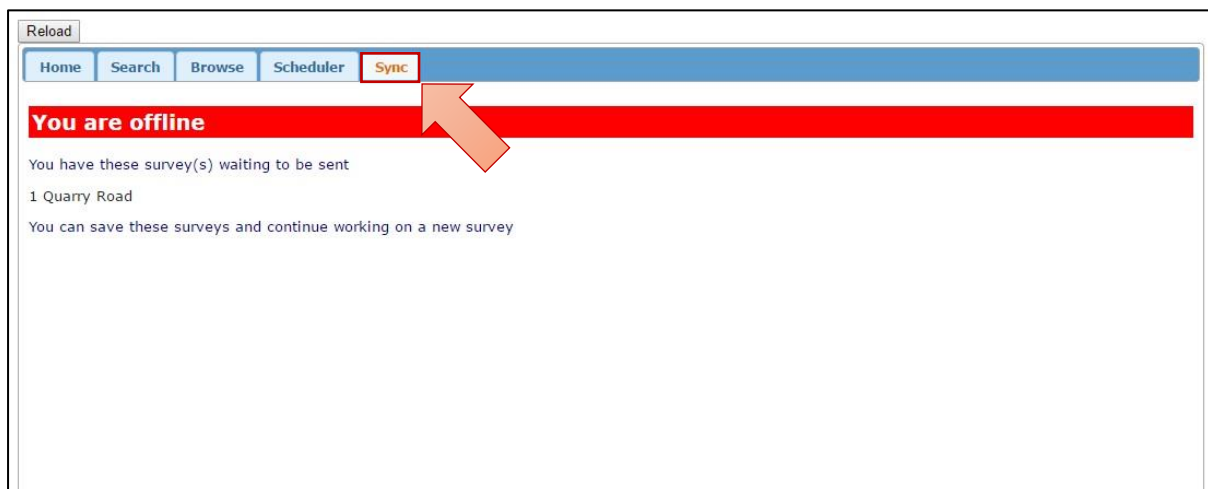 Reload
Home Search Browse Scheduler Sync
You are offline
You have these survey(s) waiting to be sent
1 Quarry Road
You can save these surveys and continue working on a new survey